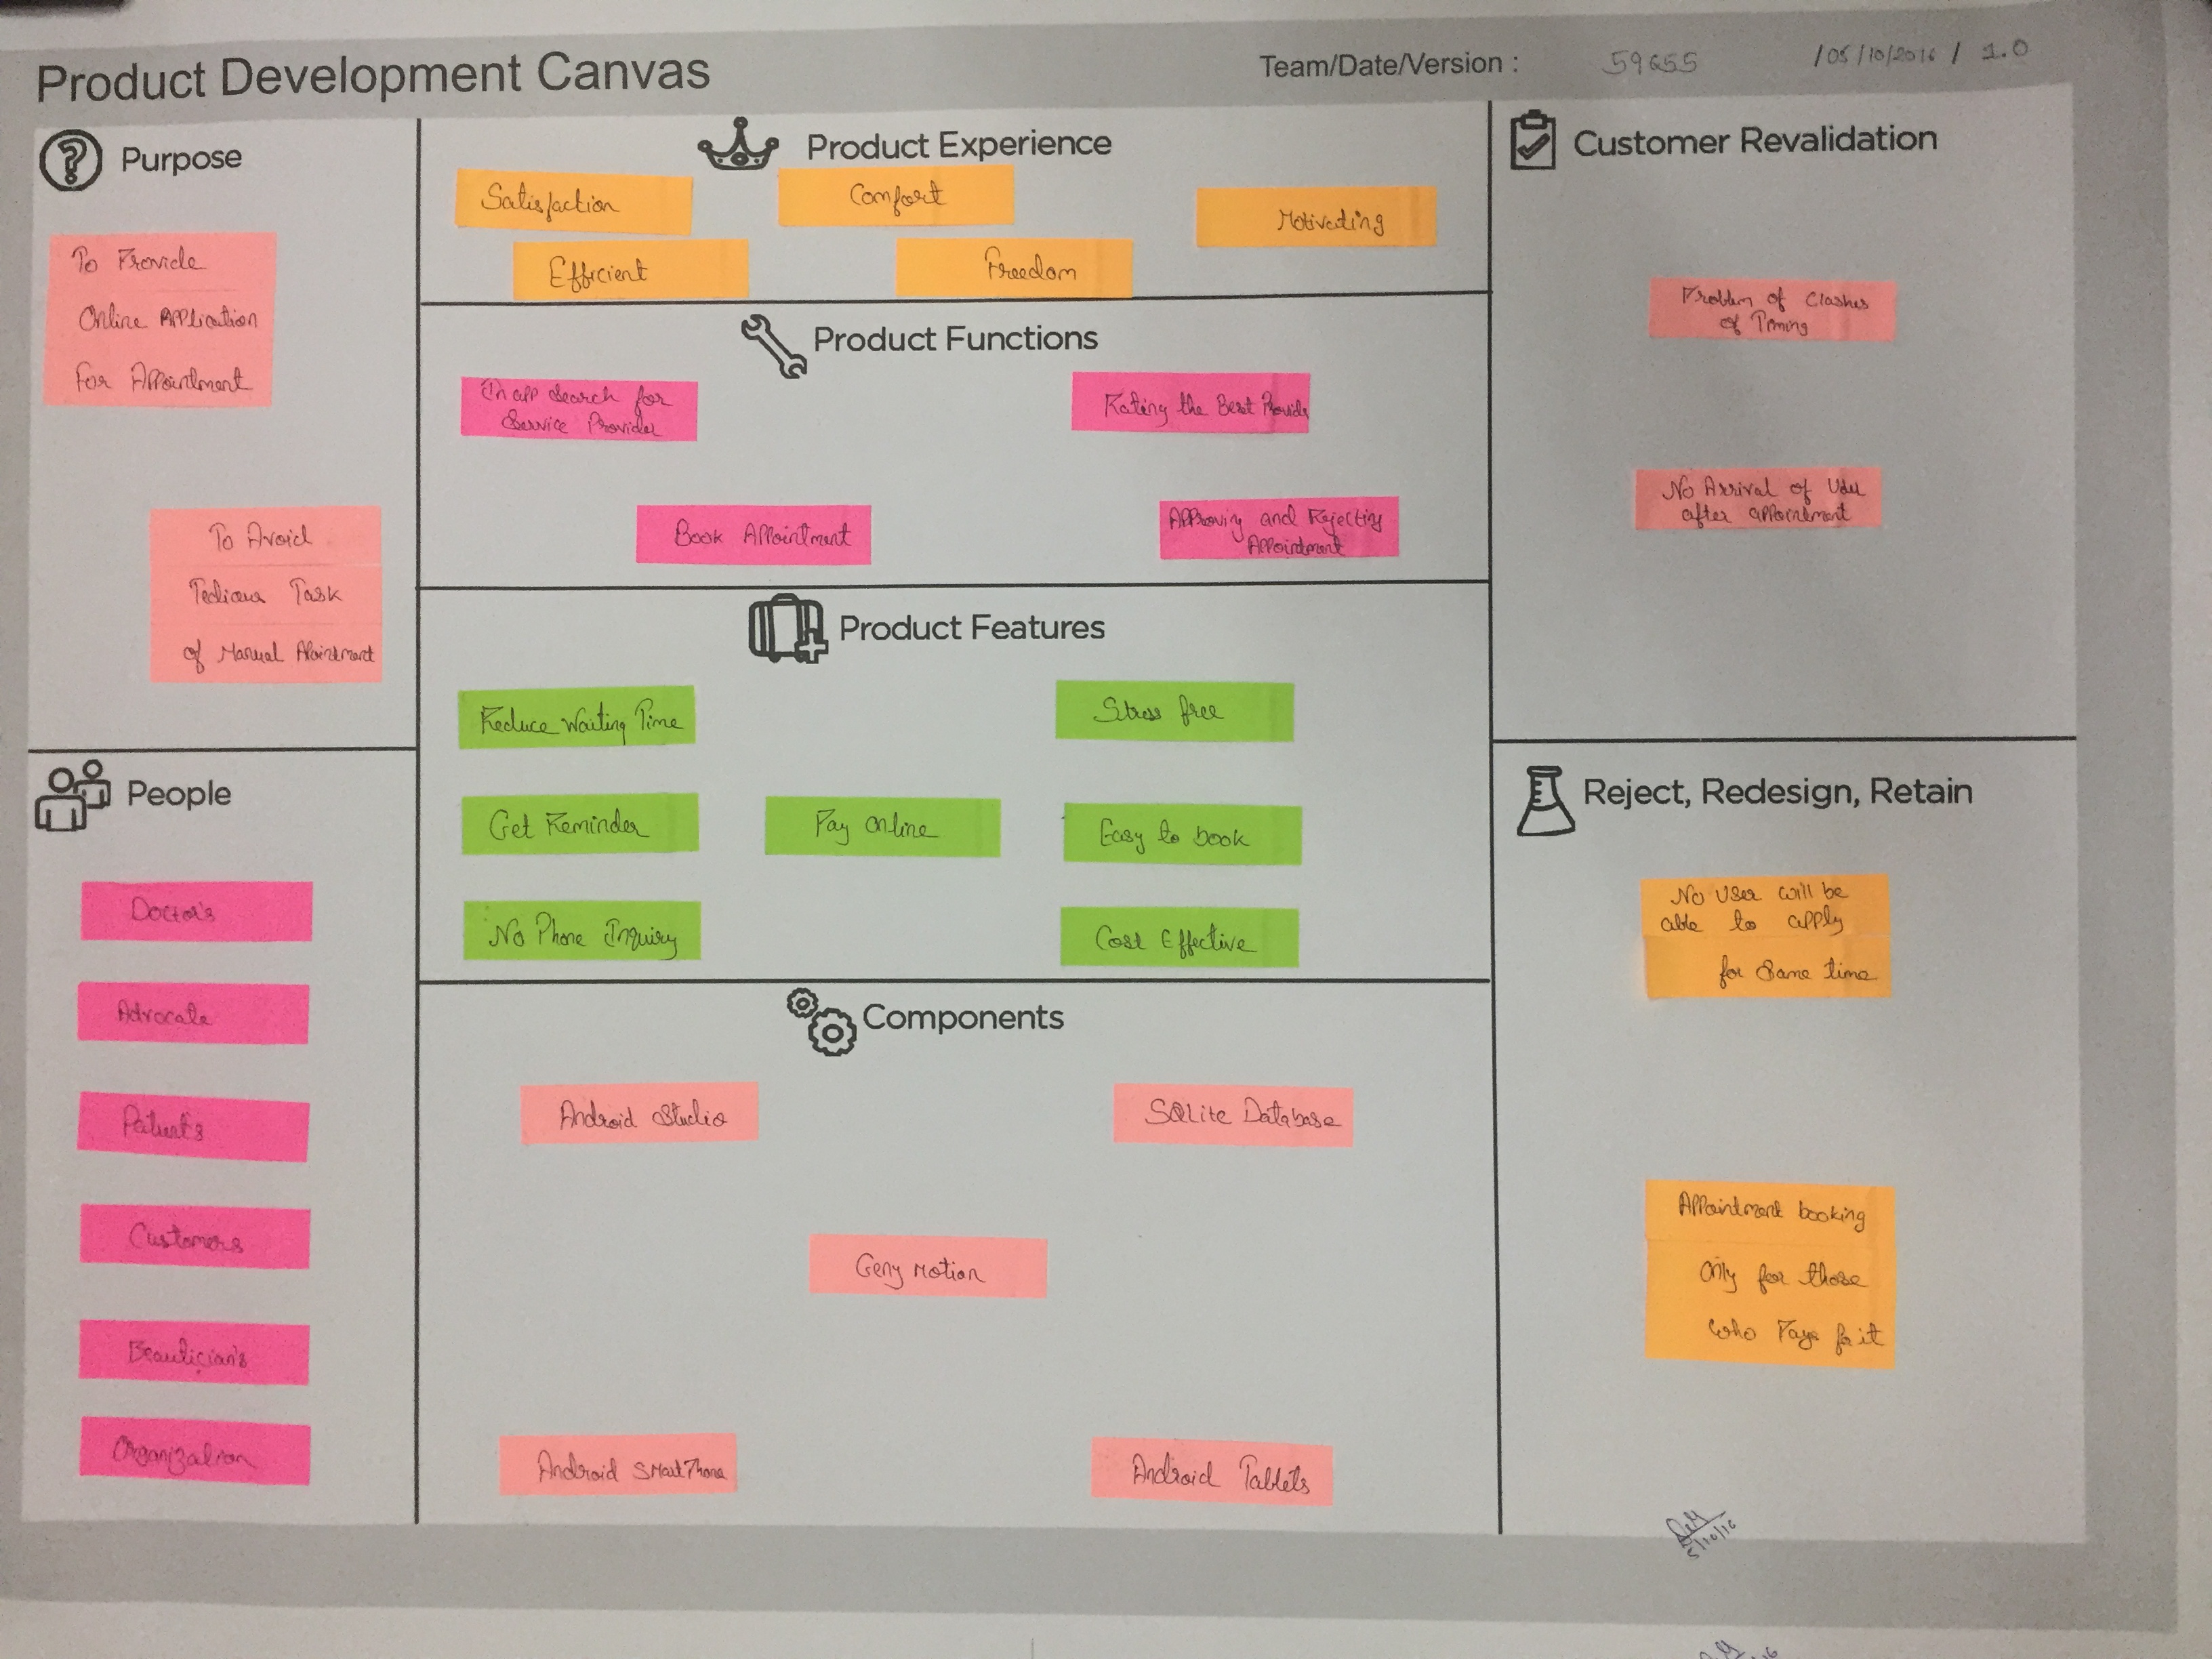 Product Development Canvas
Team/Date/Version : 59655 /05/10/2016 / 1.0
Purpose
To Provide
Online Application
For Appointment
To Avoid
Tedious Task
of Manual Apointment
People
Doctor's
Advocate
Patient's
Customers
Beautician's
Organization
Product Experience
Satisfaction
Comfort
Motivating
Efficient
Freedom
Product Functions
In app search for
Service Provider
Rating the Best Provider
Book Appointment
Approving and Rejecting
Appointment
Product Features
Reduce Waiting Time
Stress free
Get Reminder
Pay Online
Easy to book
No Phone Inquiry
Cost Effective
Components
Android Studio
SQLite Database
Geny Motion
Android SmartPhone
Android Tablets
Customer Revalidation
Problem of Clashes
of Timing
No Arrival of User
after appointment
Reject, Redesign, Retain
No User will be
able to apply
for Same time
Appointment booking
Only for those
who Pays for it
5/10/16